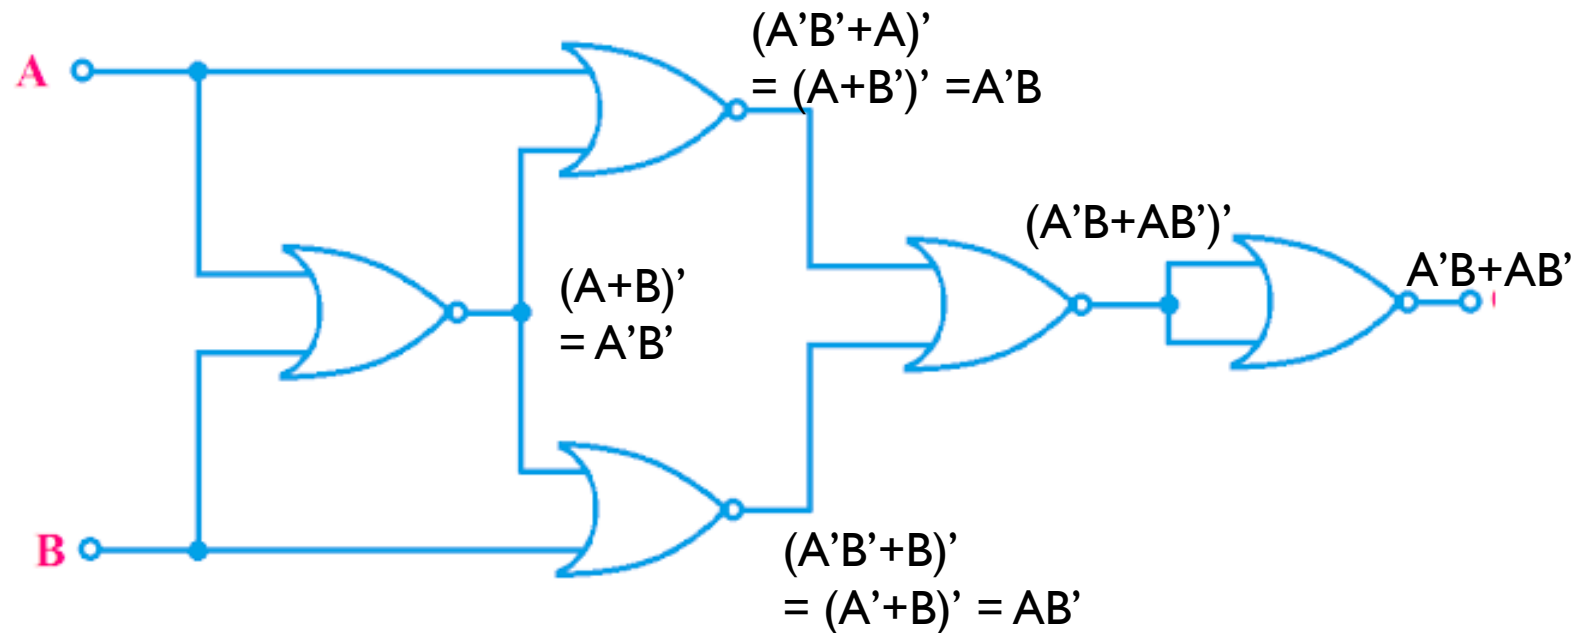 A
(A’B’+A)’
= (A+B’)’ =A’B
(A+B)’
= A’B’
(A’B+AB’)’
A’B+AB’
B
(A’B’+B)’
= (A’+B)’ = AB’